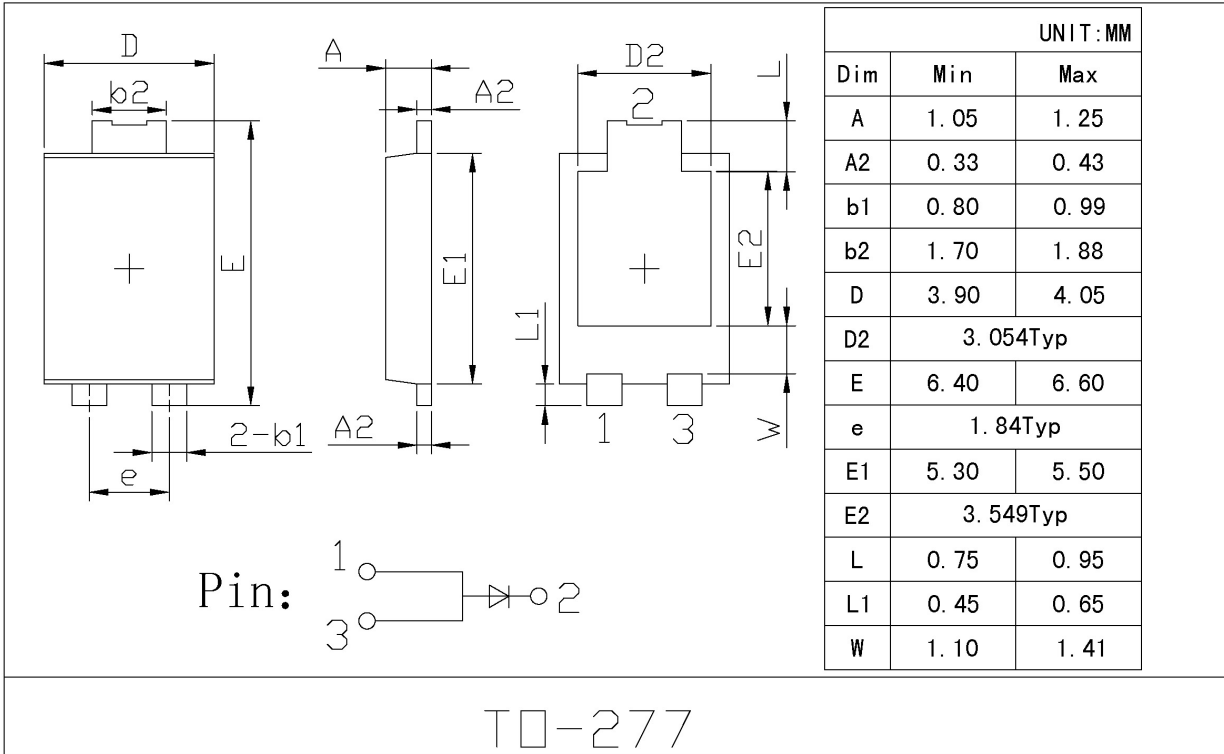 D
b2
E
2-b1
e
A
A2
E1
L1
A2
D2
2
L
E2
W
1 3
Pin:
1
3
2
UNIT:MM
Dim Min Max
A 1.05 1.25
A2 0.33 0.43
b1 0.80 0.99
b2 1.70 1.88
D 3.90 4.05
D2 3.054Typ
E 6.40 6.60
e 1.84Typ
E1 5.30 5.50
E2 3.549Typ
L 0.75 0.95
L1 0.45 0.65
W 1.10 1.41
TO-277